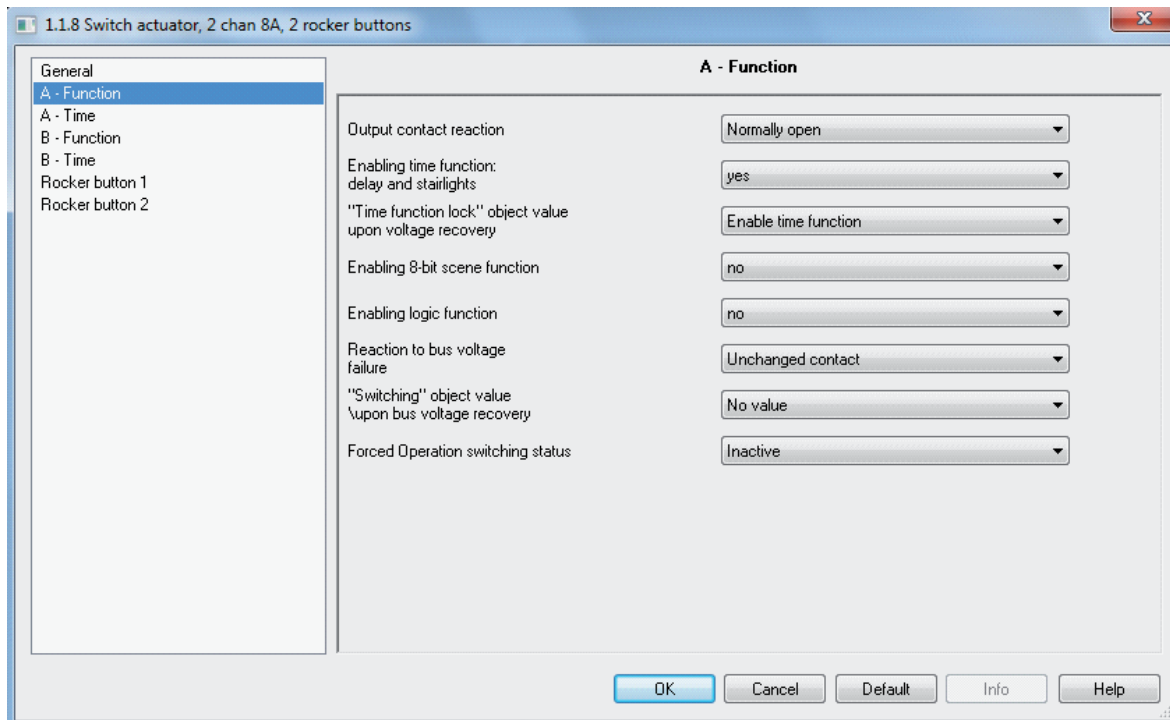 1.1.8 Switch actuator, 2 chan 8A, 2 rocker buttons
General
A - Function
A - Time
B - Function
B - Time
Rocker button 1
Rocker button 2
A - Function
Output contact reaction
Normally open
Enabling time function:
delay and stairlights
yes
"Time function lock" object value
upon voltage recovery
Enable time function
Enabling 8-bit scene function
no
Enabling logic function
no
Reaction to bus voltage
failure
Unchanged contact
"Switching" object value
\upon bus voltage recovery
No value
Forced Operation switching status
Inactive
OK
Cancel
Default
Info
Help